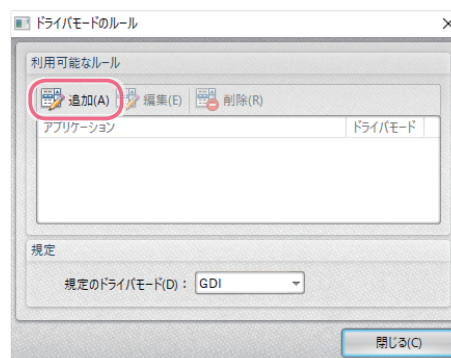 ドライバモードのルール
利用可能なルール
追加(A) 編集(E) 削除(R)
アプリケーション ドライバモード
規定
規定のドライバモード(D)： GDI
閉じる(C)